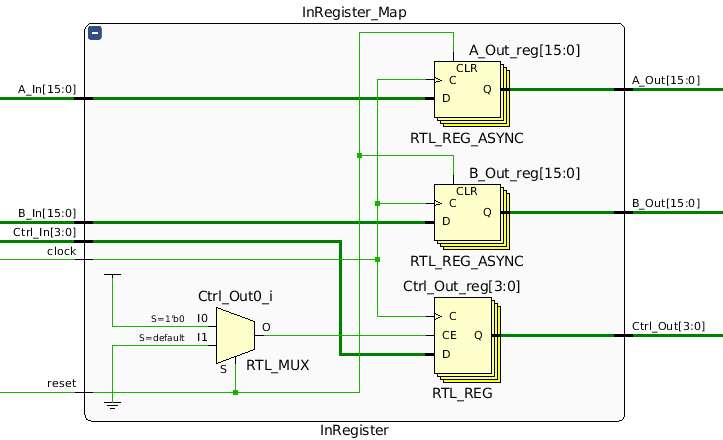 InRegister_Map
A_Out_reg[15:0]
A_In[15:0]
CLR
C
Q
D
A_Out[15:0]
RTL_REG_ASYNC
B_Out_reg[15:0]
B_In[15:0]
CLR
C
Q
D
B_Out[15:0]
Ctrl_In[3:0]
clock
RTL_REG_ASYNC
Ctrl_Out_reg[3:0]
Ctrl_Out0_i
S=1'b0 I0
S=default I1
O
S
RTL_MUX
C
CE Q
D
Ctrl_Out[3:0]
RTL_REG
reset
InRegister